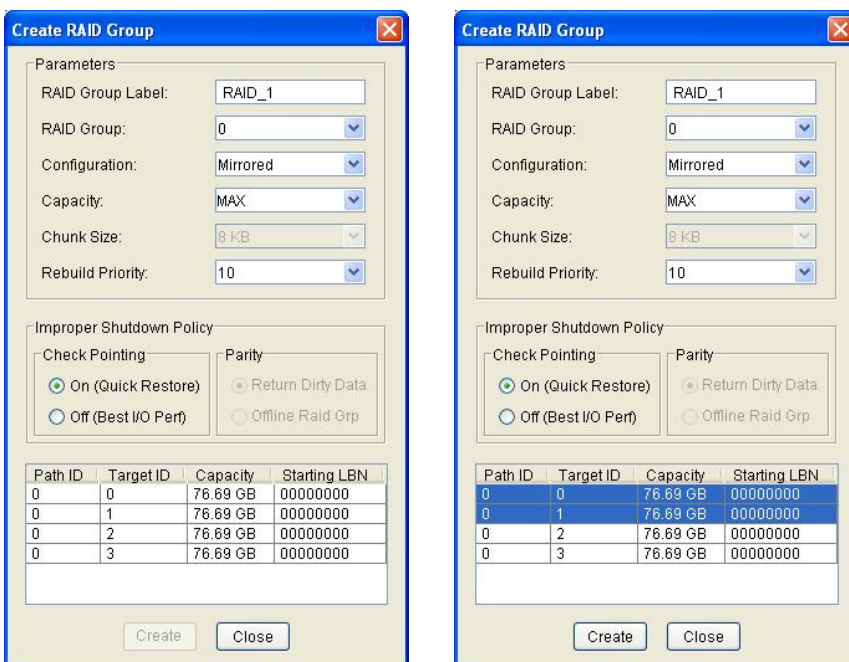 Create RAID Group
Parameters
RAID Group Label: RAID_1
RAID Group: 0
Configuration: Mirrored
Capacity: MAX
Chunk Size: 8 KB
Rebuild Priority: 10
Improper Shutdown Policy
Check Pointing Parity
On (Quick Restore) Return Dirty Data
Off (Best I/O Perf) Offline Raid Grp
Path ID Target ID Capacity Starting LBN
0 0 76.69 GB 00000000
0 1 76.69 GB 00000000
0 2 76.69 GB 00000000
0 3 76.69 GB 00000000
Create Close
Create RAID Group
Parameters
RAID Group Label: RAID_1
RAID Group: 0
Configuration: Mirrored
Capacity: MAX
Chunk Size: 8 KB
Rebuild Priority: 10
Improper Shutdown Policy
Check Pointing Parity
On (Quick Restore) Return Dirty Data
Off (Best I/O Perf) Offline Raid Grp
Path ID Target ID Capacity Starting LBN
0 0 76.69 GB 00000000
0 1 76.69 GB 00000000
0 2 76.69 GB 00000000
0 3 76.69 GB 00000000
Create Close